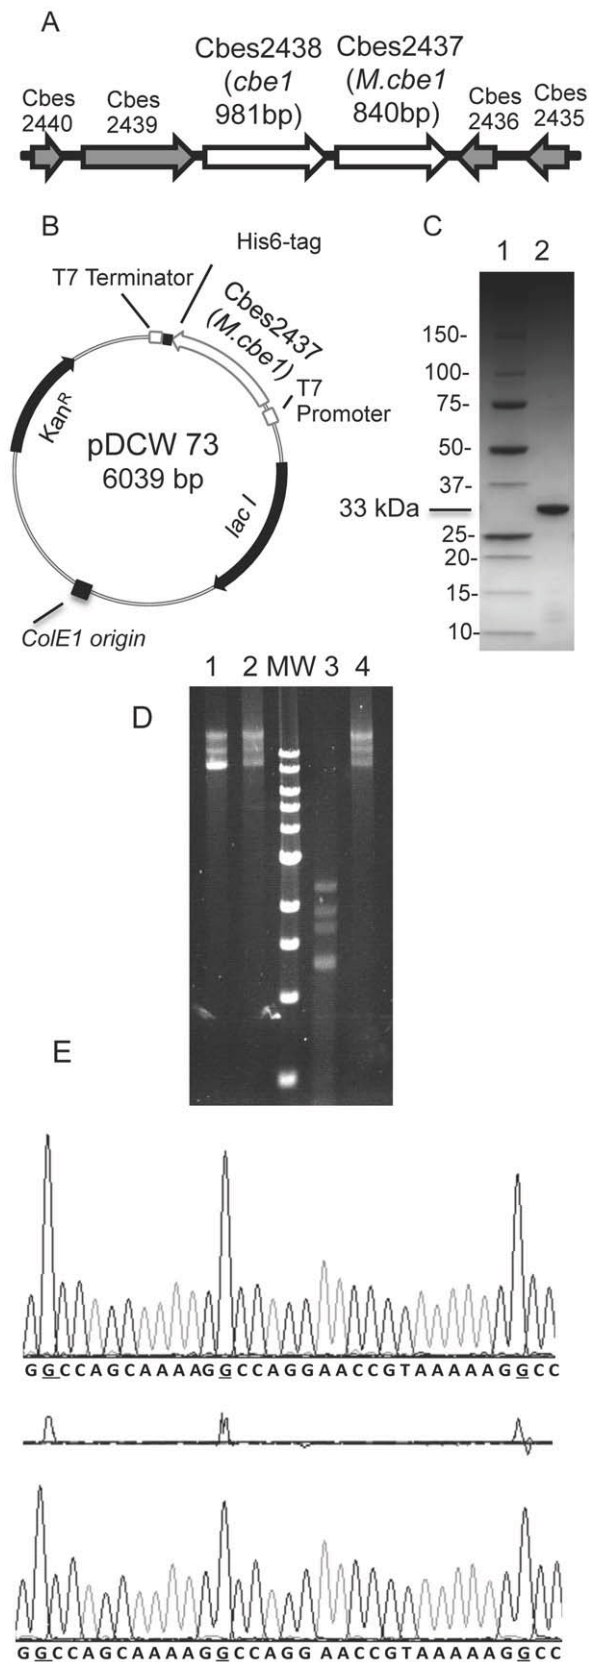 A
Cbes2438
(cbe1
981bp)
Cbes2437
(M.cbe1
840bp)
Cbes
2440
Cbes
2439
Cbes
2436
Cbes
2435
B
His6-tag
T7 Terminator
Cbes2437
(M.cbe1)
T7
Promoter
KanR
pDCW 73
6039 bp
lac I
ColE1 origin
C
1 2
150-
100-
75-
50-
37-
33 kDa
25-
20-
15-
10-
1 2 MW 3 4
D
E
GGCCAGCAAAAGGCCAGGAACCGTAAAAAGGCC
GGCCAGCAAAAGGCCAGGAACCGTAAAAAGGCC